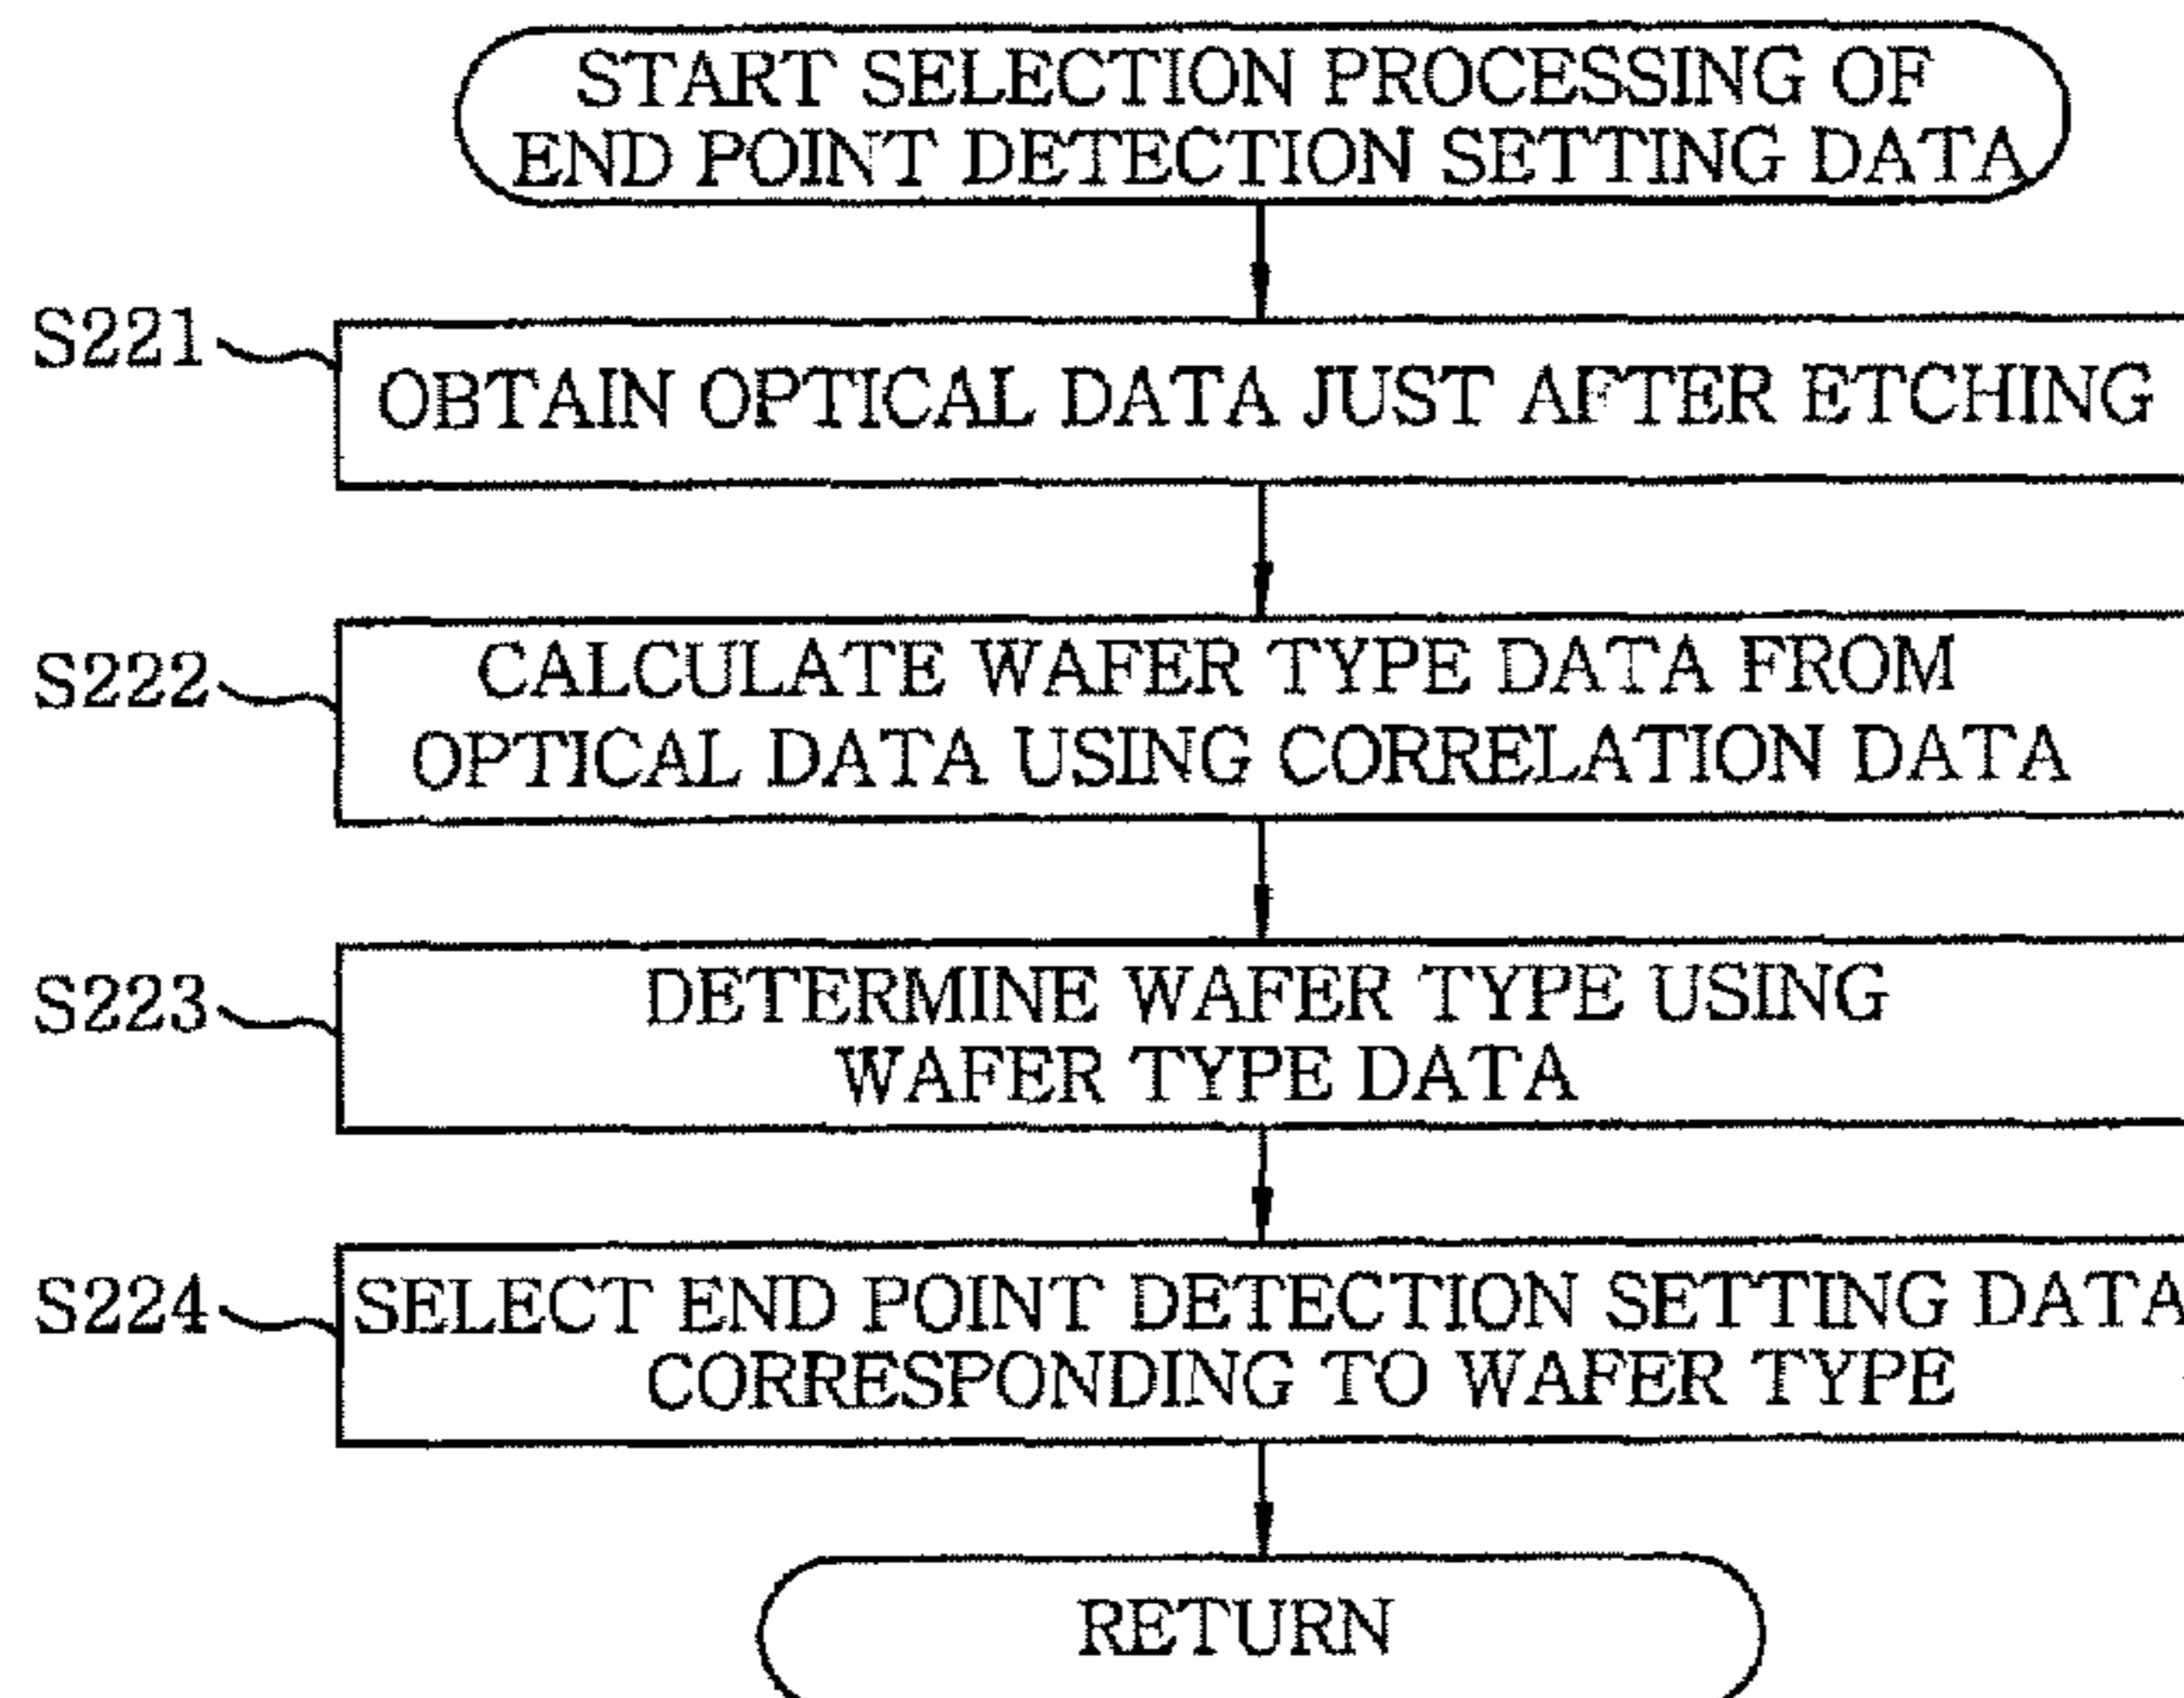 START SELECTION PROCESSING OF
END POINT DETECTION SETTING DATA
S221
OBTAIN OPTICAL DATA JUST AFTER ETCHING
S222
CALCULATE WAFER TYPE DATA FROM
OPTICAL DATA USING CORRELATION DATA
S223
DETERMINE WAFER TYPE USING
WAFER TYPE DATA
S224
SELECT END POINT DETECTION SETTING DATA
CORRESPONDING TO WAFER TYPE
RETURN